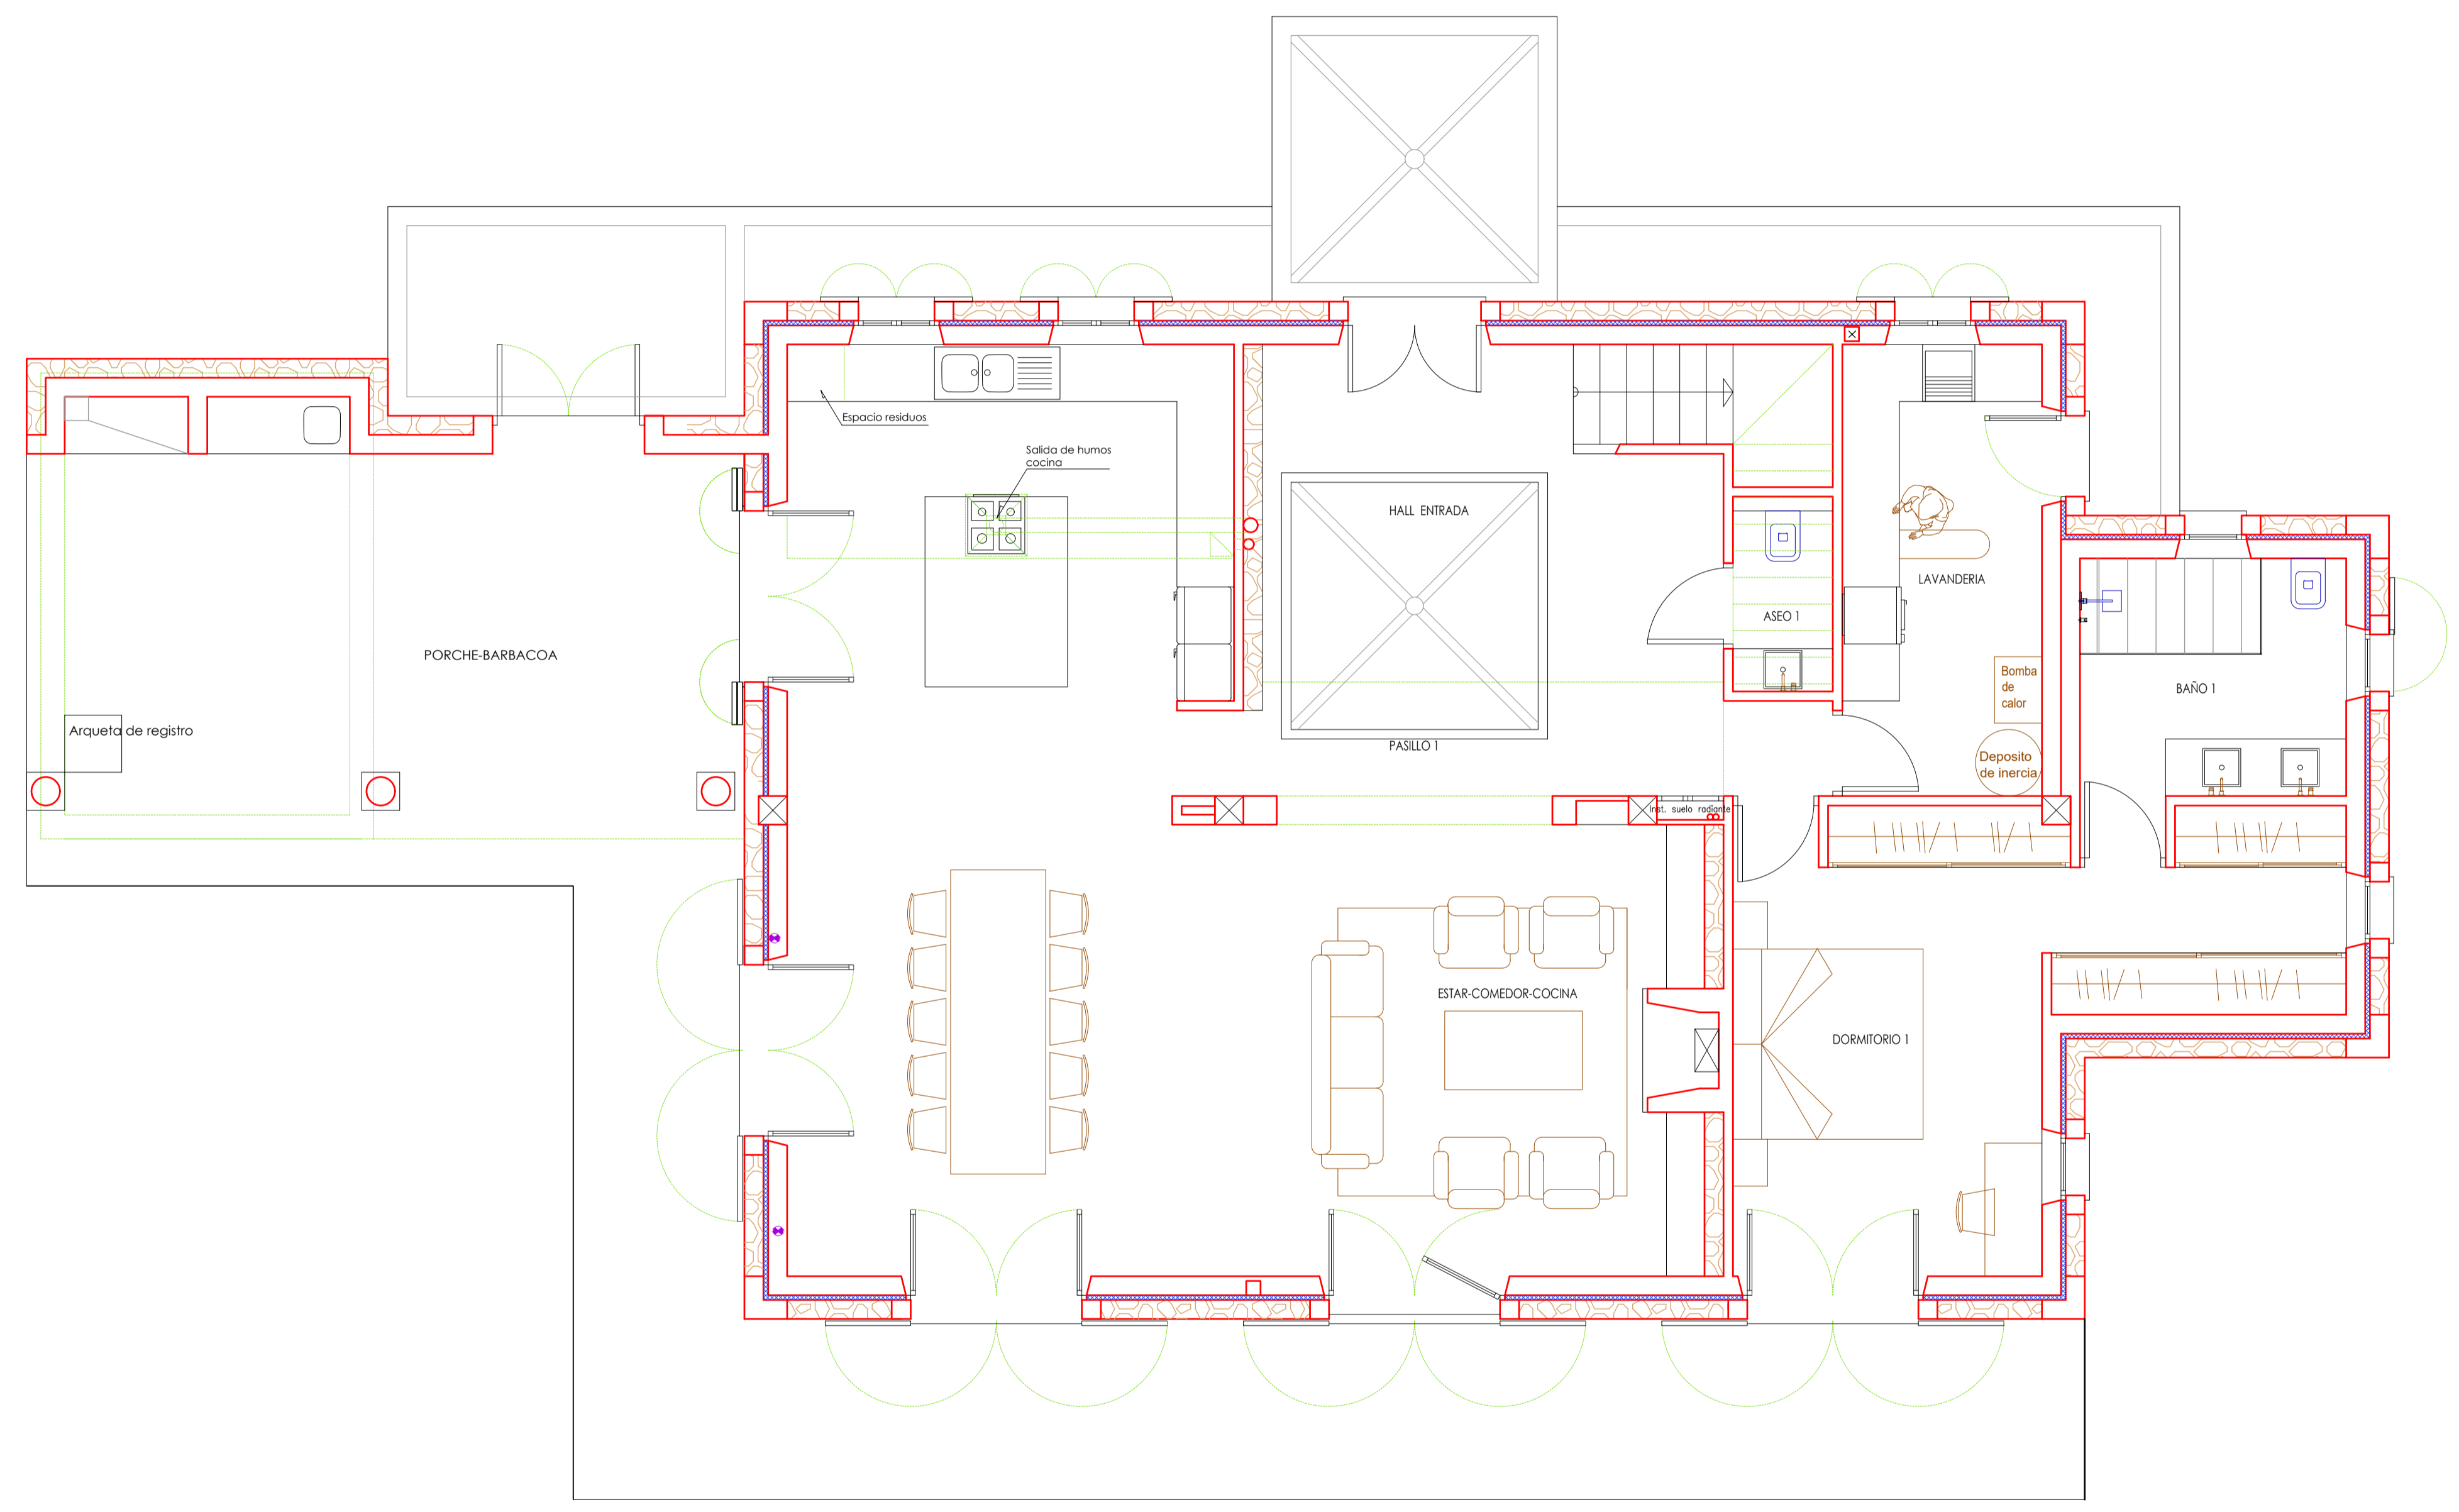 Espacio residuos
Salida de humos
cocina
HALL ENTRADA
LAVANDERIA
ASEO 1
PORCHE-BARBACOA
Bomba
de
calor
BAÑO 1
Arqueta de registro
PASILLO 1
Deposito
de inercia
Inst. suelo radiante
ESTAR-COMEDOR-COCINA
DORMITORIO 1